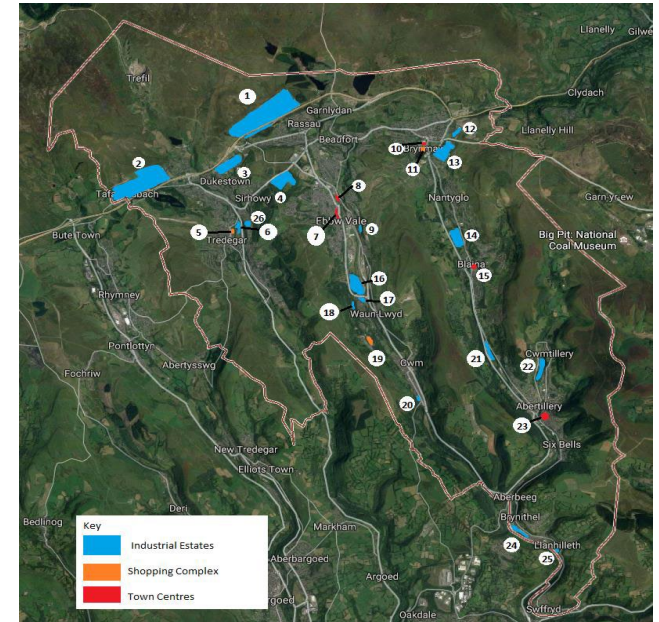 Llanelly
Gilwe
Trefil
Clydach
1
Garnlydan
Rassau
Llanelly Hill
12
Beaufort
10
Brynmawr
2
13
11
3
Dukestown
Tafarnaubach
4
Sirhowy
8
Nantyglo
Garn yr ew
26
Ebbw Vale
5
6
7
9
14
Bute Town
Tredegar
Big Pit: National
Coal Museum
Blaina
15
16
Rhymney
17
18
Waun Lwyd
Pontlottyn
19
21
Cwmtillery
22
Abertysswg
Cwm
Fochriw
20
Abertillery
23
Six Bells
New Tredegar
Elliots Town
Aberbeeg
Deri
Brynithel
Bedlinog
Key
Markham
24
Llanhilleth
25
Industrial Estates
Aberbargoed
Shopping Complex
Argoed
Town Centres
rgoed
Oakdale
Swffryd